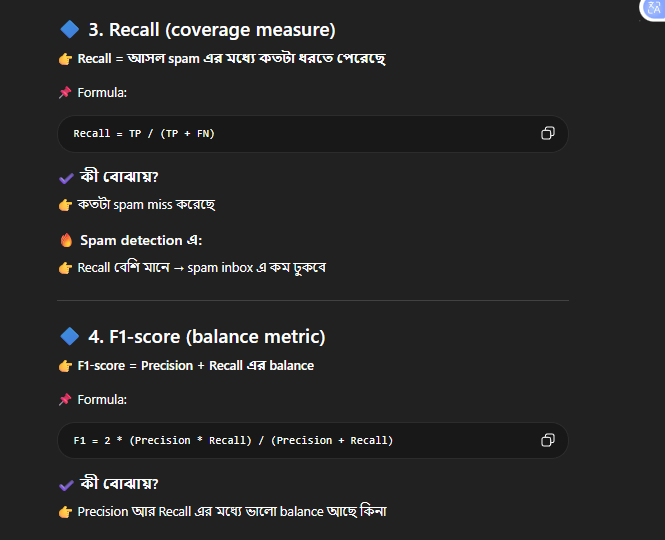 🔷 3. Recall (coverage measure)
👉 Recall = আসল spam এর মধ্যে কতটা ধরতে পেরেছে
📌 Formula:
Recall = TP / (TP + FN)
✔️ কী বোঝায়?
👉 কতটা spam miss করেছে
🔥 Spam detection এ:
👉 Recall বেশি মানে → spam inbox এ কম ঢুকবে
🔷 4. F1-score (balance metric)
👉 F1-score = Precision + Recall এর balance
📌 Formula:
F1 = 2 * (Precision * Recall) / (Precision + Recall)
✔️ কী বোঝায়?
👉 Precision আর Recall এর মধ্যে ভালো balance আছে কিনা